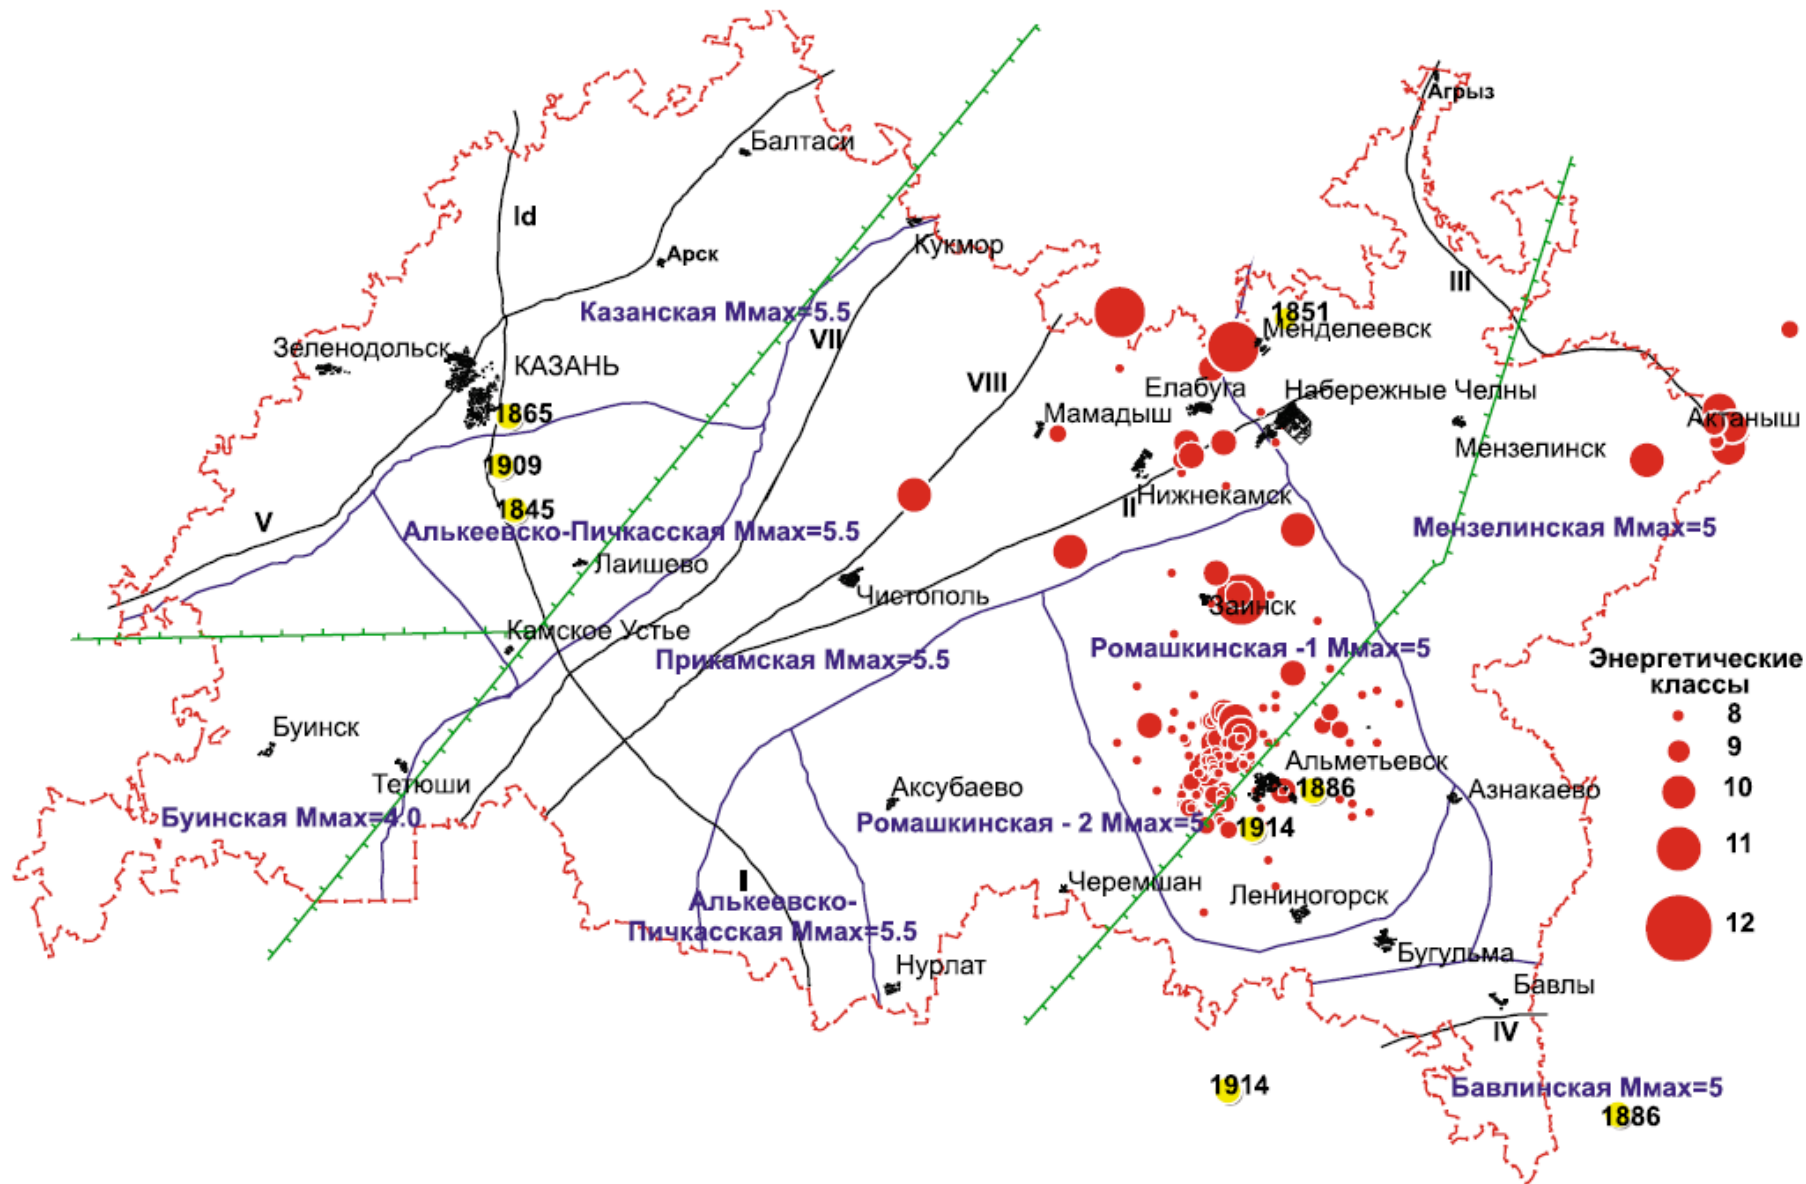 Агрыз
Балтаси
Id
Кукмор
Арск
III
Казанская Ммах=5.5
1851
Менделеевск
VII
Зеленодольск
КАЗАНЬ
VIII
Елабуга
Набережные Челны
1865
Мамадыш
Актаныш
Мензелинск
1909
Нижнекамск
1845
II
V
Алькеевско-Пичкасская Ммах=5.5
Мензелинская Ммах=5
Лаишево
Чистополь
Заинск
Камское Устье
Прикамская Ммах=5.5
Ромашкинская -1 Ммах=5
Энергетические
классы
8
9
10
11
12
Буинск
Тетюши
Альметьевск
Аксубаево
1886
Азнакаево
Буинская Ммах=4.0
Ромашкинская - 2 Ммах=5
1914
I
Черемшан
Лениногорск
Алькеевско-
Пичкасская Ммах=5.5
Нурлат
Бугульма
Бавлы
IV
1914
Бавлинская Ммах=5
1886